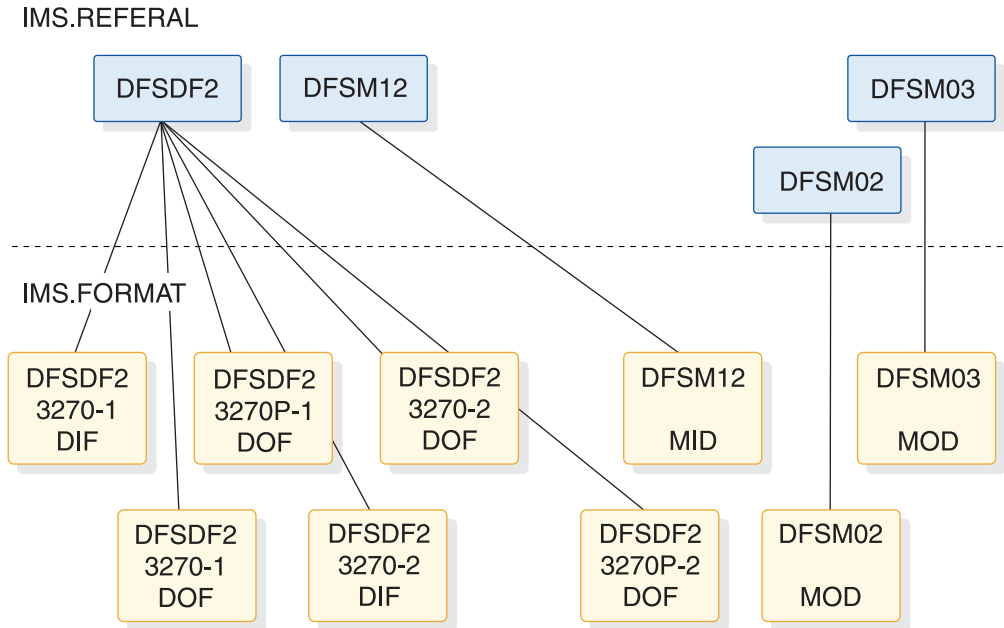 IMS.REFERAL
DFSDF2
DFSM12
DFSM03
DFSM02
IMS.FORMAT
DFSDF2
3270-1
DIF
DFSDF2
3270P-1
DOF
DFSDF2
3270-2
DOF
DFSM12
MID
DFSM03
MOD
DFSDF2
3270-1
DOF
DFSDF2
3270-2
DIF
DFSDF2
3270P-2
DOF
DFSM02
MOD